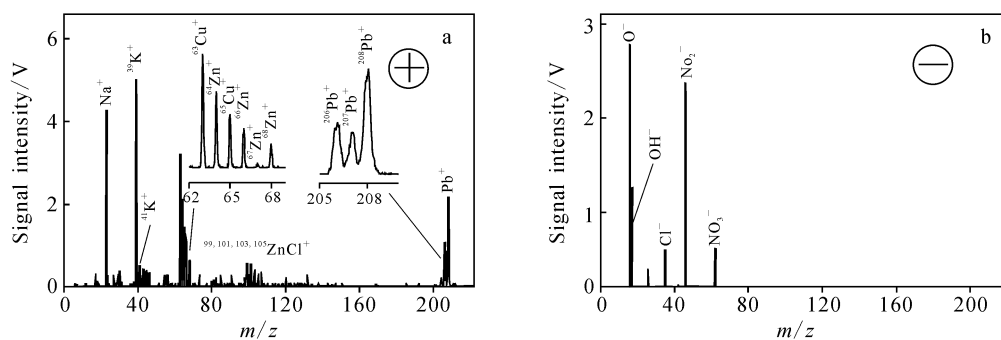 a
Signal intensity/V
6
4
2
0
0
40
80
120
160
200
m/z
Na⁺
³⁹K⁺
⁴¹K⁺
⁶³Cu⁺
⁶⁴Zn⁺
⁶⁵Cu⁺
⁶⁶Zn⁺
⁶⁷Zn⁺
⁶⁸Zn⁺
62
65
68
²⁰⁶Pb⁺
²⁰⁷Pb⁺
²⁰⁸Pb⁺
205
208
Pb⁺
⁹⁹, ¹⁰¹, ¹⁰³, ¹⁰⁵ZnCl⁺
+
b
Signal intensity/V
3
2
1
0
0
40
80
120
160
200
m/z
O⁻
OH⁻
Cl⁻
No₂⁻
NO₃⁻
−